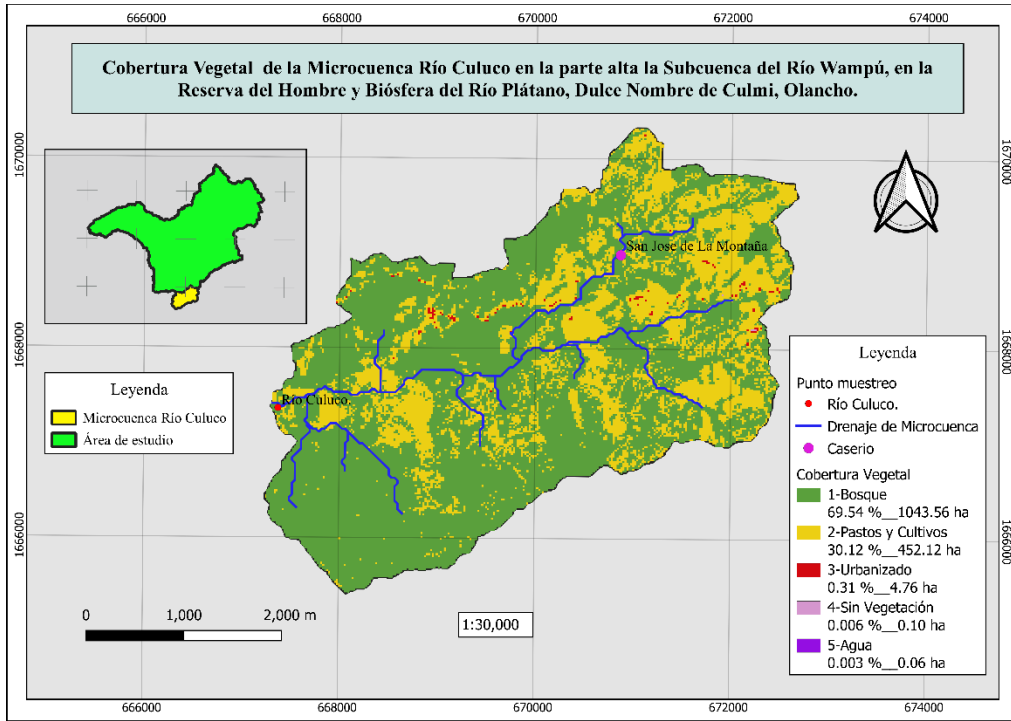 666000
668000
670000
672000
674000
Cobertura Vegetal de la Microcuenca Río Culuco en la parte alta la Subcuenca del Río Wampú, en la
Reserva del Hombre y Biósfera del Río Plátano, Dulce Nombre de Culmi, Olancho.
1670000
1670000
San Jose de La Montaña
1668000
1668000
Leyenda
Microcuenca Río Culuco
Área de estudio
Río Culuco.
Leyenda
Punto muestreo
Río Culuco.
Drenaje de Microcuenca
Caserio
Cobertura Vegetal
1-Bosque
69.54 %__1043.56 ha
2-Pastos y Cultivos
30.12 %__452.12 ha
3-Urbanizado
0.31 %__4.76 ha
4-Sin Vegetación
0.006 %__0.10 ha
5-Agua
0.003 %__0.06 ha
1666000
1666000
0
1,000
2,000 m
1:30,000
666000
668000
670000
672000
674000